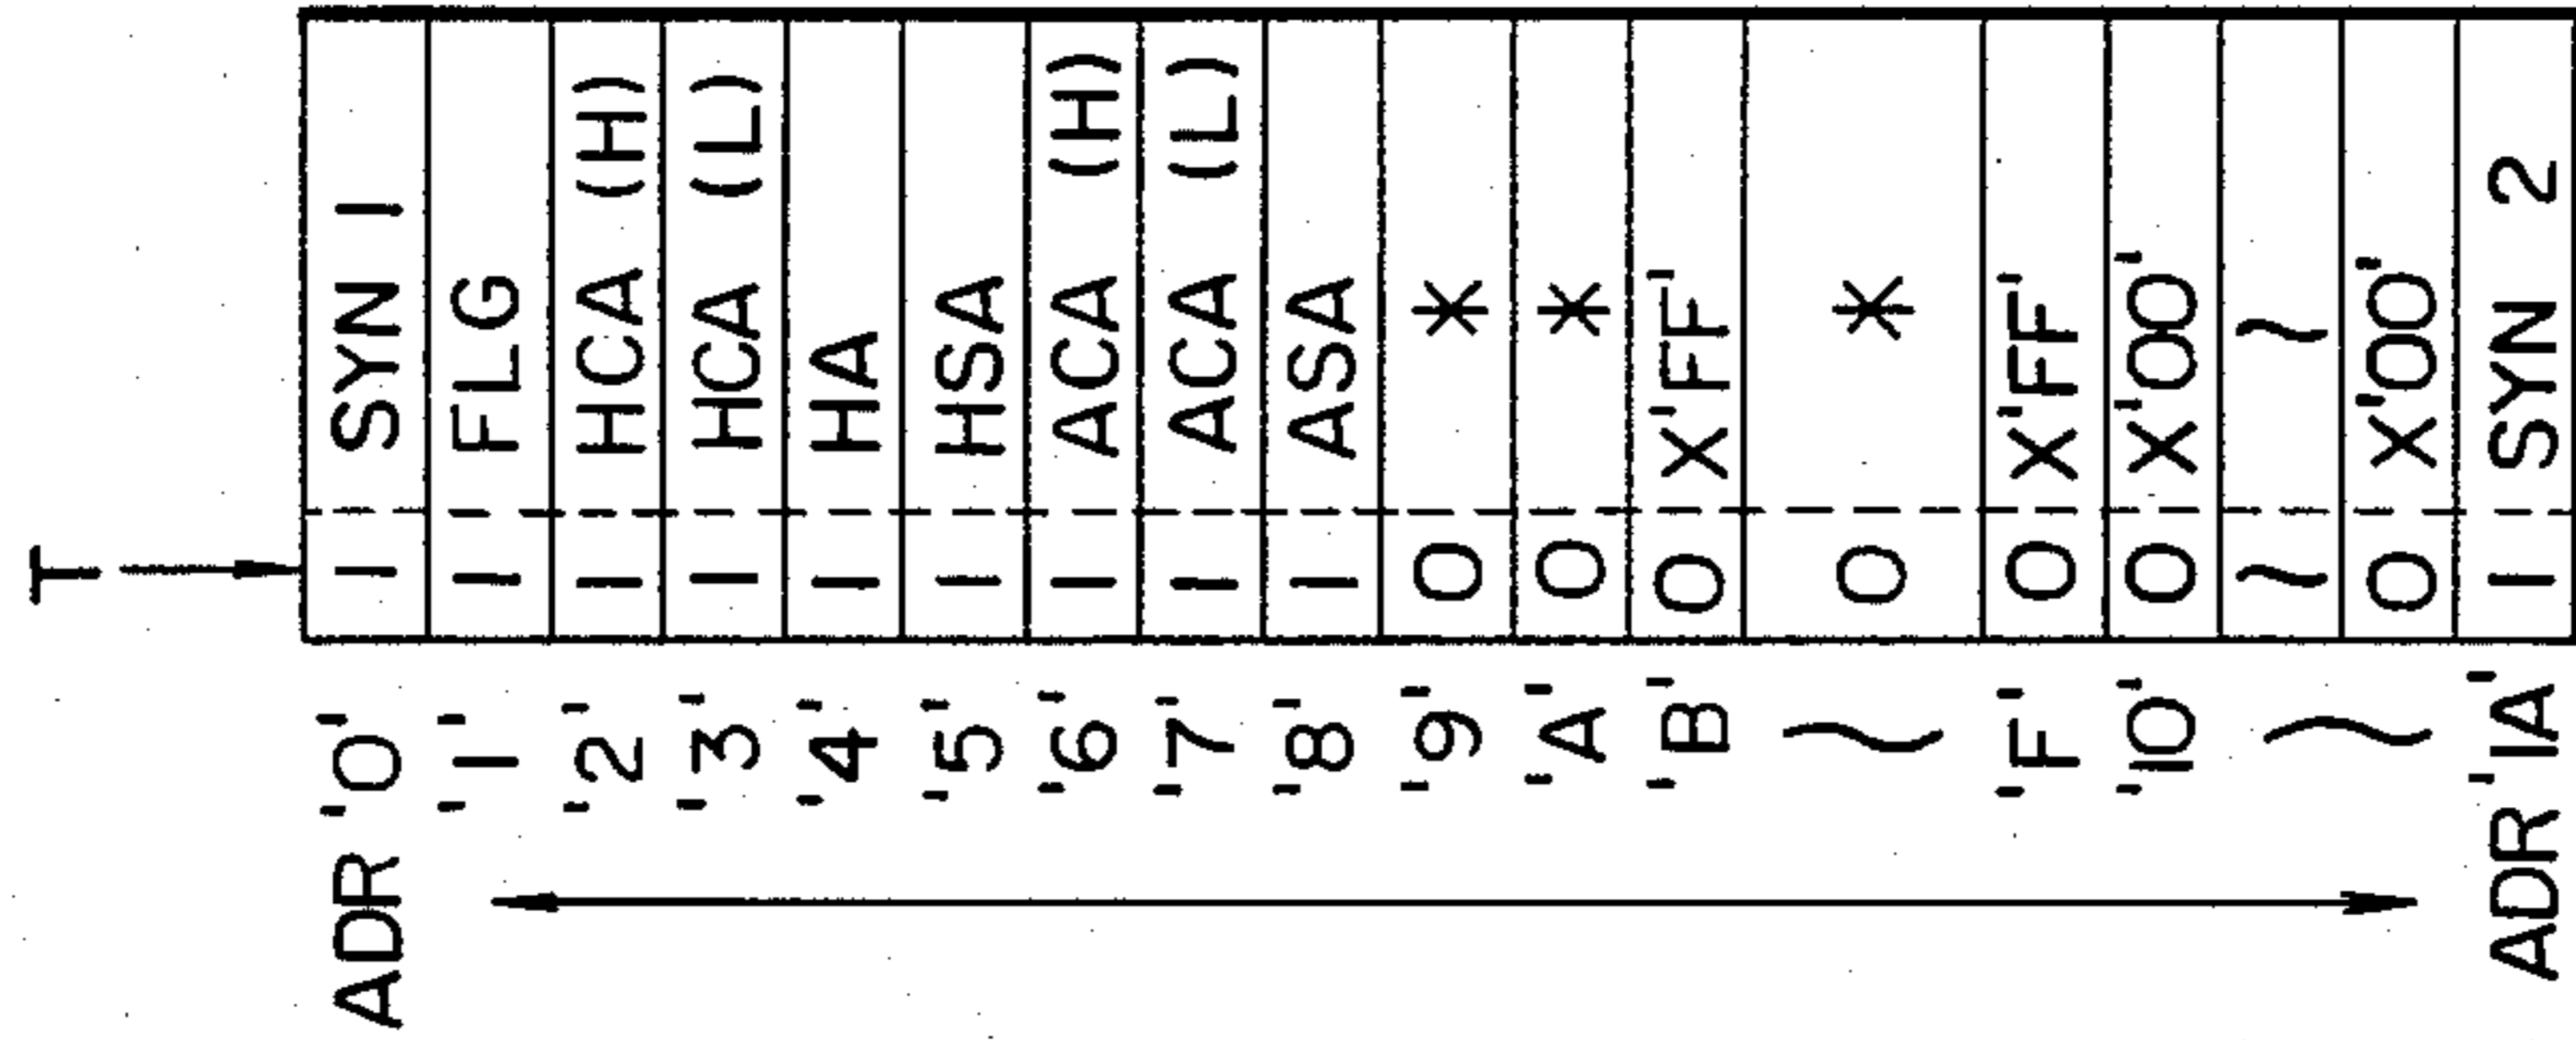 T
ADR '0' 1 SYN 1
'1' 1 FLG
'2' 1 HCA (H)
'3' 1 HCA (L)
'4' 1 HA
'5' 1 HSA
'6' 1 ACA (H)
'7' 1 ACA (L)
'8' 1 ASA
'9' 0 *
'A' 0 *
'B' 0 X'FF'
~ 0 *
'F' 0 X'FF'
'10' 0 X'00'
~ ~ ~
0 X'00'
ADR '1A' 1 SYN 2